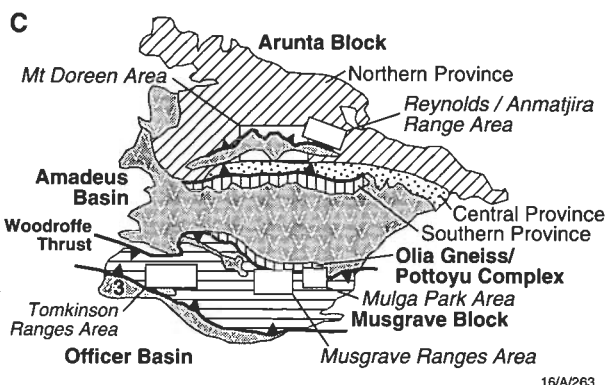 C
Arunta Block
Mt Doreen Area
Northern Province
Reynolds / Anmatjira
Range Area
Amadeus
Basin
Woodroffe
Thrust
Central Province
Southern Province
Olia Gneiss/
Pottoyu Complex
3
Mulga Park Area
Tomkinson
Ranges Area
Musgrave Block
Officer Basin
Musgrave Ranges Area
16/A/263